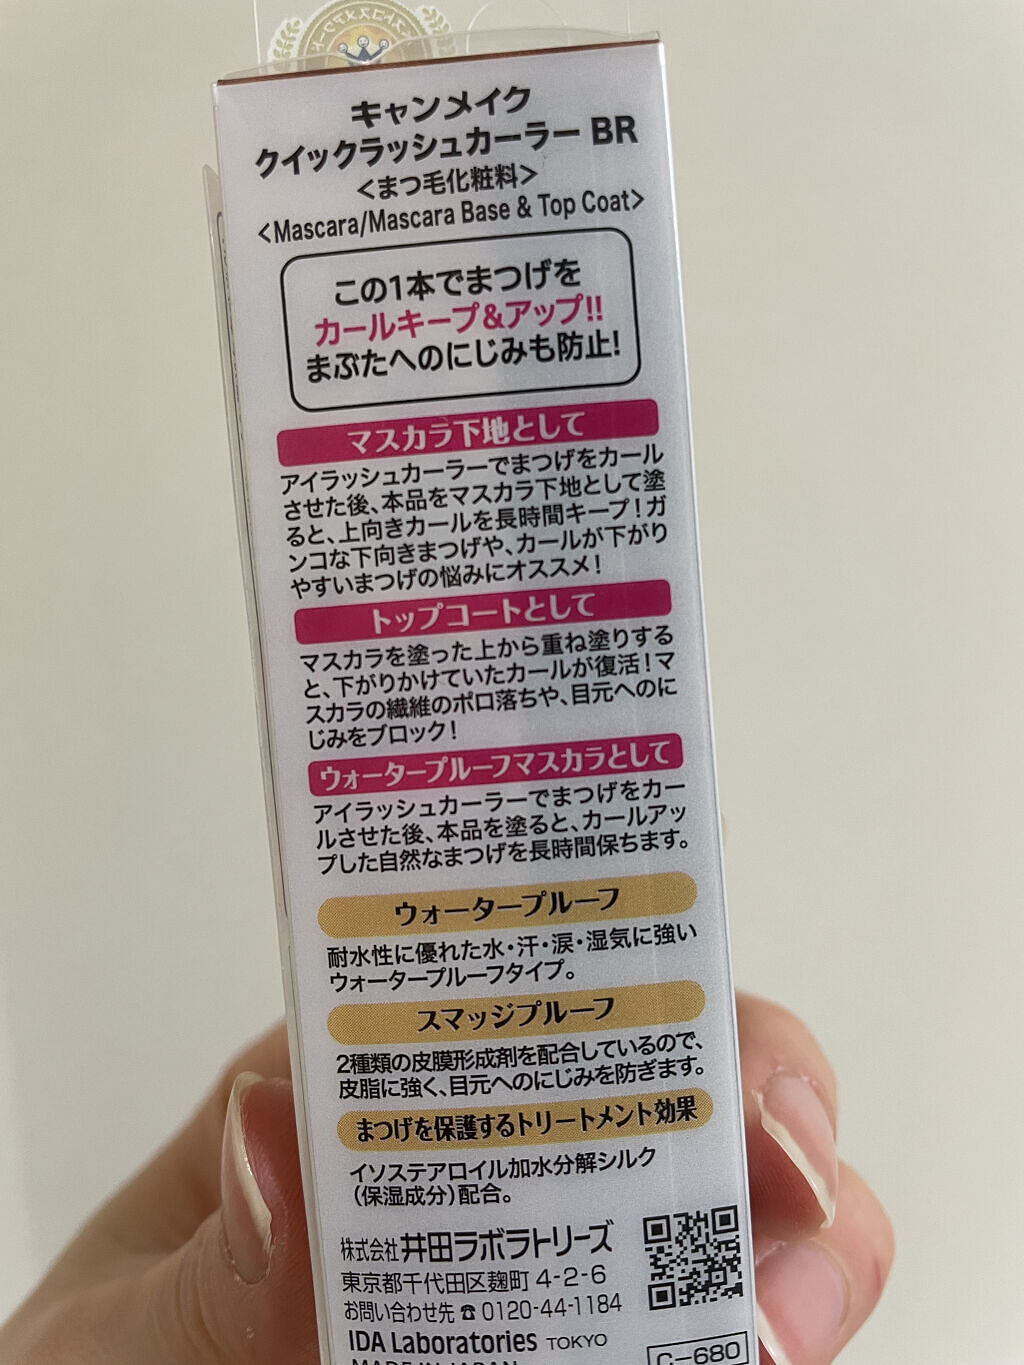 キャンメイク
クイックラッシュカーラー BR
<まつ毛化粧料>
<Mascara/Mascara Base & Top Coat>
この1本でまつげを
カールキープ&アップ!!
まぶたへのにじみも防止!
マスカラ下地として
アイラッシュカーラーでまつげをカール
させた後、本品をマスカラ下地として塗
ると、上向きカールを長時間キープ!ガ
ンコな下向きまつげや、カールが下がり
やすいまつげの悩みにオススメ!
トップコートとして
マスカラを塗った上から重ね塗りする
と、下がりかけていたカールが復活!マ
スカラの繊維のポロ落ちや、目元へのに
じみをブロック!
ウォータープルーフマスカラとして
アイラッシュカーラーでまつげをカー
ルさせた後、本品を塗ると、カールアッ
プした自然なまつげを長時間保ちます。
ウォータープルーフ
耐水性に優れた水・汗・涙・湿気に強い
ウォータープルーフタイプ。
スマッジプルーフ
2種類の皮膜形成剤を配合しているので、
皮脂に強く、目元へのにじみを防ぎます。
まつげを保護するトリートメント効果
イソステアロイル加水分解シルク
(保湿成分)配合。
株式会社井田ラボラトリーズ
東京都千代田区麹町 4-2-6
お問い合わせ先 ☎ 0120-44-1184
IDA Laboratories TOKYO
MADE IN JAPAN
C-680